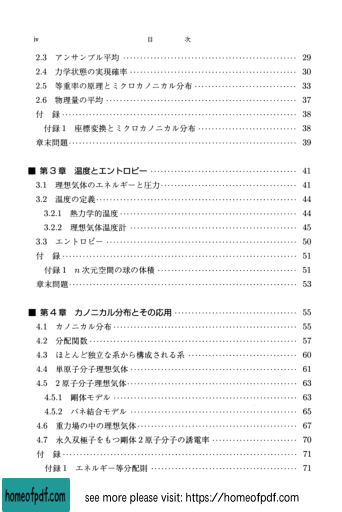 iv　目　次
2.3　アンサンブル平均 ………………………………………… 29
2.4　力学状態の実現確率 ……………………………………… 30
2.5　等重率の原理とミクロカノニカル分布 ………………… 33
2.6　物理量の平均 ……………………………………………… 37
付　録 …………………………………………………………… 38
付録 1　座標変換とミクロカノニカル分布 ………………… 38
章末問題 ………………………………………………………… 39
■ 第 3 章　温度とエントロピー …………………………… 41
3.1　理想気体のエネルギーと圧力 …………………………… 41
3.2　温度の定義 ………………………………………………… 44
3.2.1　熱力学的温度 …………………………………………… 44
3.2.2　理想気体温度計 ………………………………………… 45
3.3　エントロピー ……………………………………………… 50
付　録 …………………………………………………………… 51
付録 1　n 次元空間の球の体積 ……………………………… 51
章末問題 ………………………………………………………… 53
■ 第 4 章　カノニカル分布とその応用 …………………… 55
4.1　カノニカル分布 …………………………………………… 55
4.2　分配関数 …………………………………………………… 57
4.3　ほとんど独立な系から構成される系 …………………… 60
4.4　単原子分子理想気体 ……………………………………… 61
4.5　2 原子分子理想気体 ……………………………………… 63
4.5.1　剛体モデル ……………………………………………… 63
4.5.2　バネ結合モデル ………………………………………… 65
4.6　重力場の中の理想気体 …………………………………… 67
4.7　永久双極子をもつ剛体 2 原子分子の誘電率 …………… 70
付　録 …………………………………………………………… 71
付録 1　エネルギー等分配則 ………………………………… 71
homeofpdf.com　see more please visit: https://homeofpdf.com